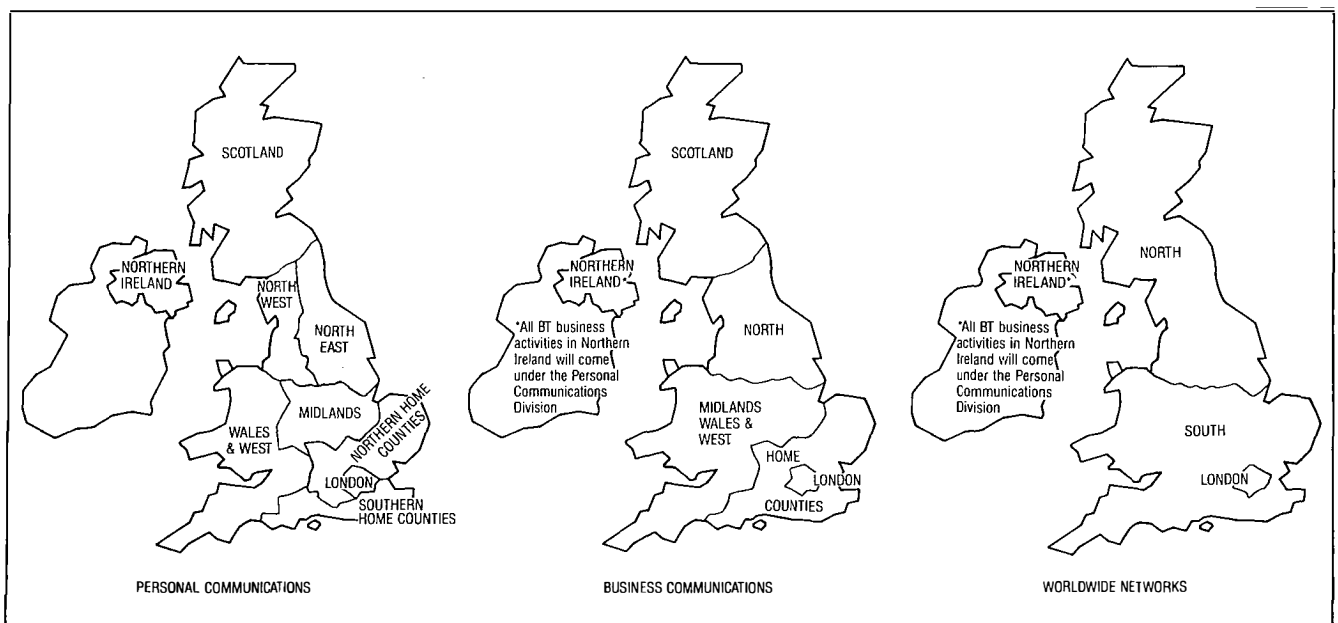 SCOTLAND
NORTHERN
IRELAND
NORTH
WEST
NORTH
EAST
MIDLANDS
WALES
& WEST
NORTHERN HOME
COUNTIES
LONDON
SOUTHERN
HOME COUNTIES
PERSONAL COMMUNICATIONS
SCOTLAND
NORTHERN
IRELAND*
*All BT business
activities in Northern
Ireland will come
under the Personal
Communications
Division
NORTH
MIDLANDS
WALES &
WEST
HOME
COUNTIES
LONDON
BUSINESS COMMUNICATIONS
NORTH
NORTHERN
IRELAND*
*All BT business
activities in Northern
Ireland will come
under the Personal
Communications
Division
SOUTH
LONDON
WORLDWIDE NETWORKS